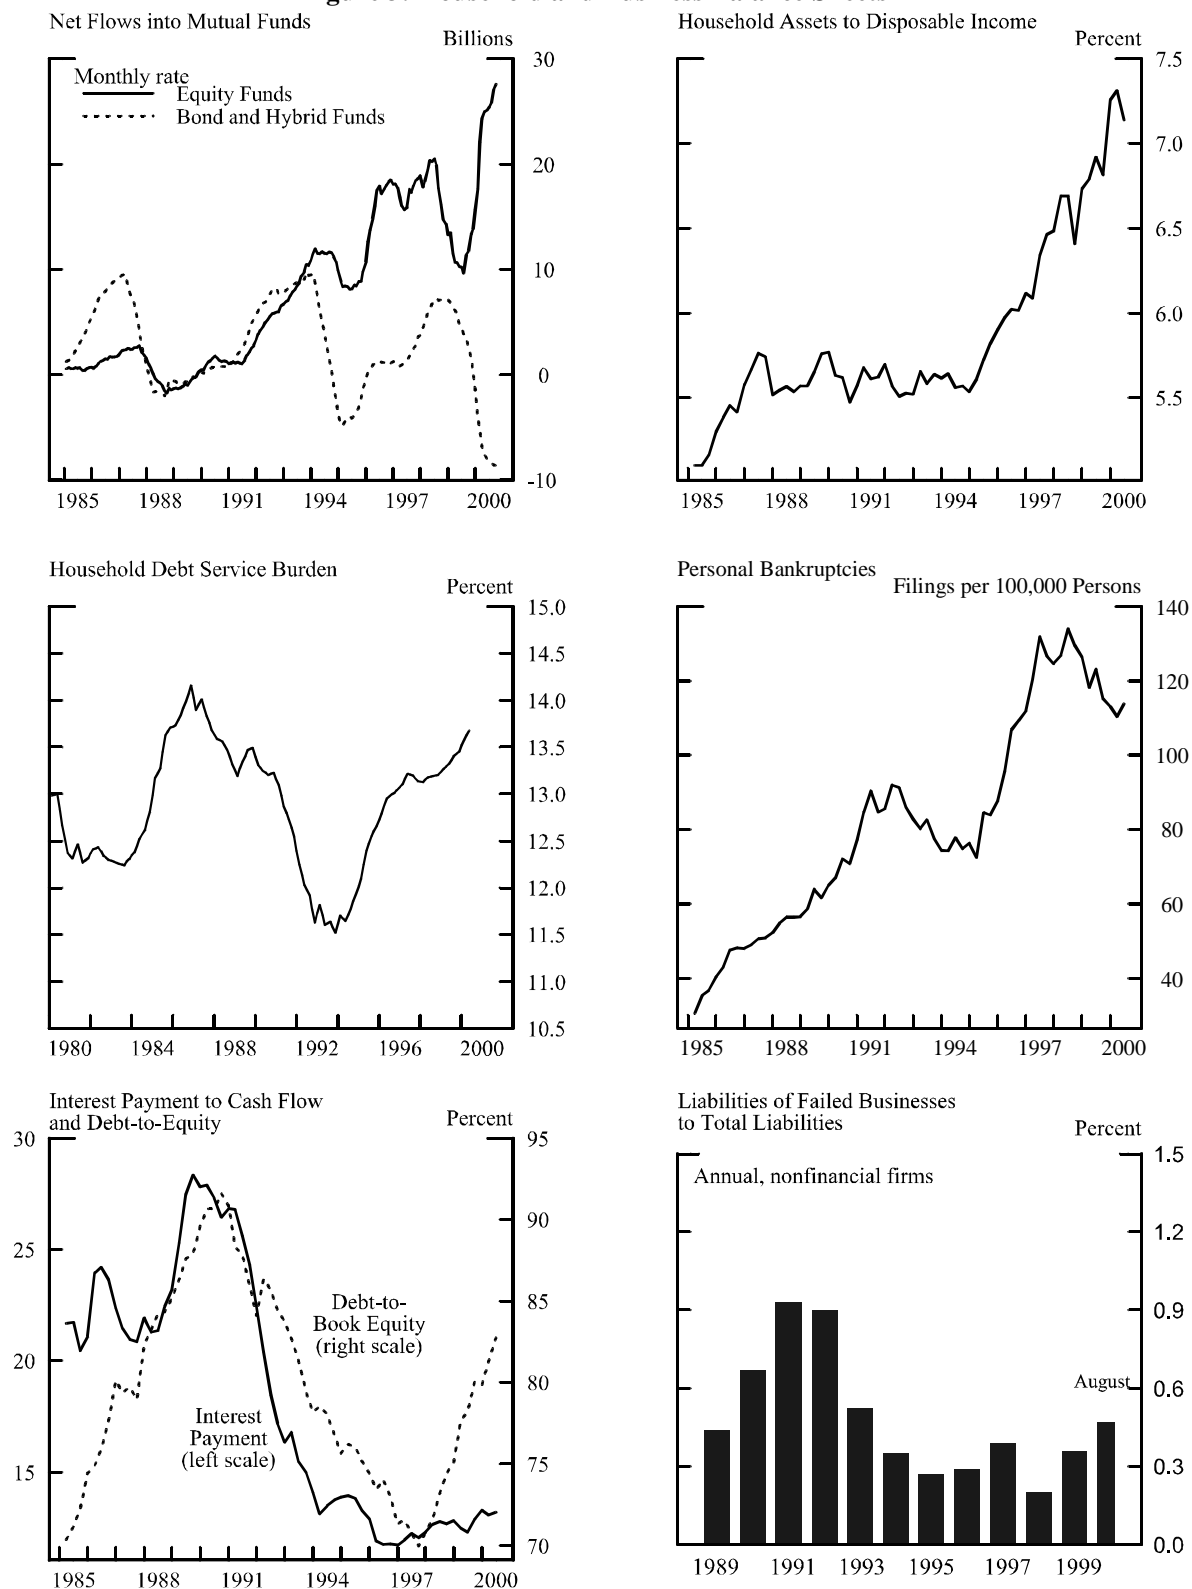 Net Flows into Mutual Funds
Billions
Monthly rate
Equity Funds
Bond and Hybrid Funds
30
20
10
0
-10
1985 1988 1991 1994 1997 2000
Household Assets to Disposable Income
Percent
7.5
7.0
6.5
6.0
5.5
1985 1988 1991 1994 1997 2000
Household Debt Service Burden
Percent
15.0
14.5
14.0
13.5
13.0
12.5
12.0
11.5
11.0
10.5
1980 1984 1988 1992 1996 2000
Personal Bankruptcies
Filings per 100,000 Persons
140
120
100
80
60
40
1985 1988 1991 1994 1997 2000
Interest Payment to Cash Flow
and Debt-to-Equity
Percent
30
25
20
15
95
90
85
80
75
70
Debt-to-
Book Equity
(right scale)
Interest
Payment
(left scale)
1985 1988 1991 1994 1997 2000
Liabilities of Failed Businesses
to Total Liabilities
Percent
Annual, nonfinancial firms
1.5
1.2
0.9
August
0.6
0.3
0.0
1989 1991 1993 1995 1997 1999